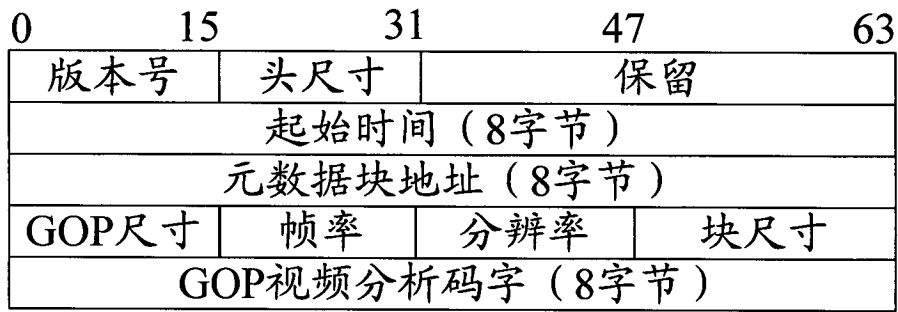 0 15 31 47 63
版本号 头尺寸 保留
起始时间（8字节）
元数据块地址（8字节）
GOP尺寸 帧率 分辨率 块尺寸
GOP视频分析码字（8字节）